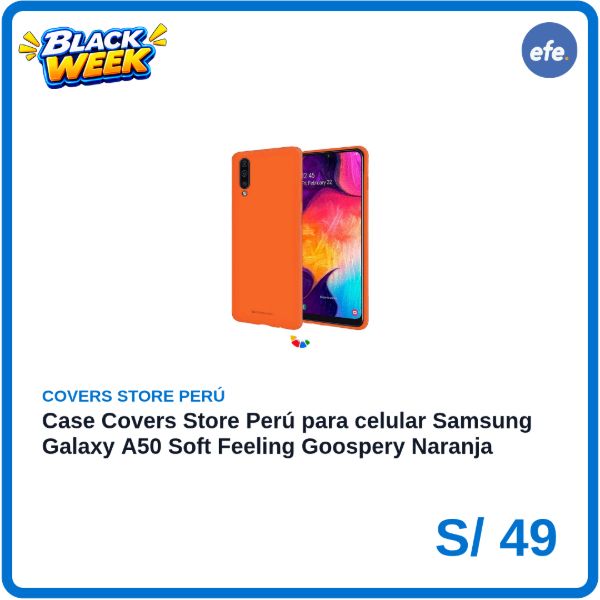 BLACK
WEEK
efe.
COVERS STORE PERÚ
Case Covers Store Perú para celular Samsung
Galaxy A50 Soft Feeling Goospery Naranja
S/ 49